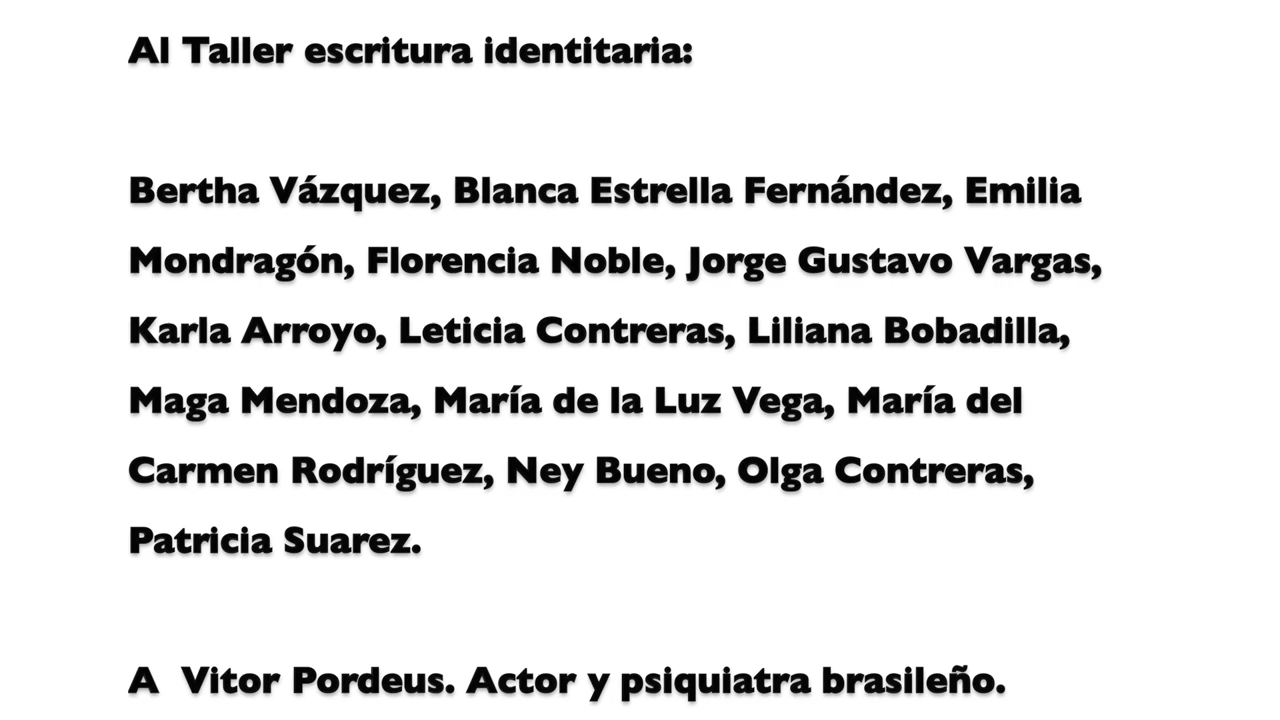 Al Taller escritura identitaria:
Bertha Vázquez, Blanca Estrella Fernández, Emilia
Mondragón, Florencia Noble, Jorge Gustavo Vargas,
Karla Arroyo, Leticia Contreras, Liliana Bobadilla,
Maga Mendoza, María de la Luz Vega, María del
Carmen Rodríguez, Ney Bueno, Olga Contreras,
Patricia Suarez.
A  Vitor Pordeus. Actor y psiquiatra brasileño.